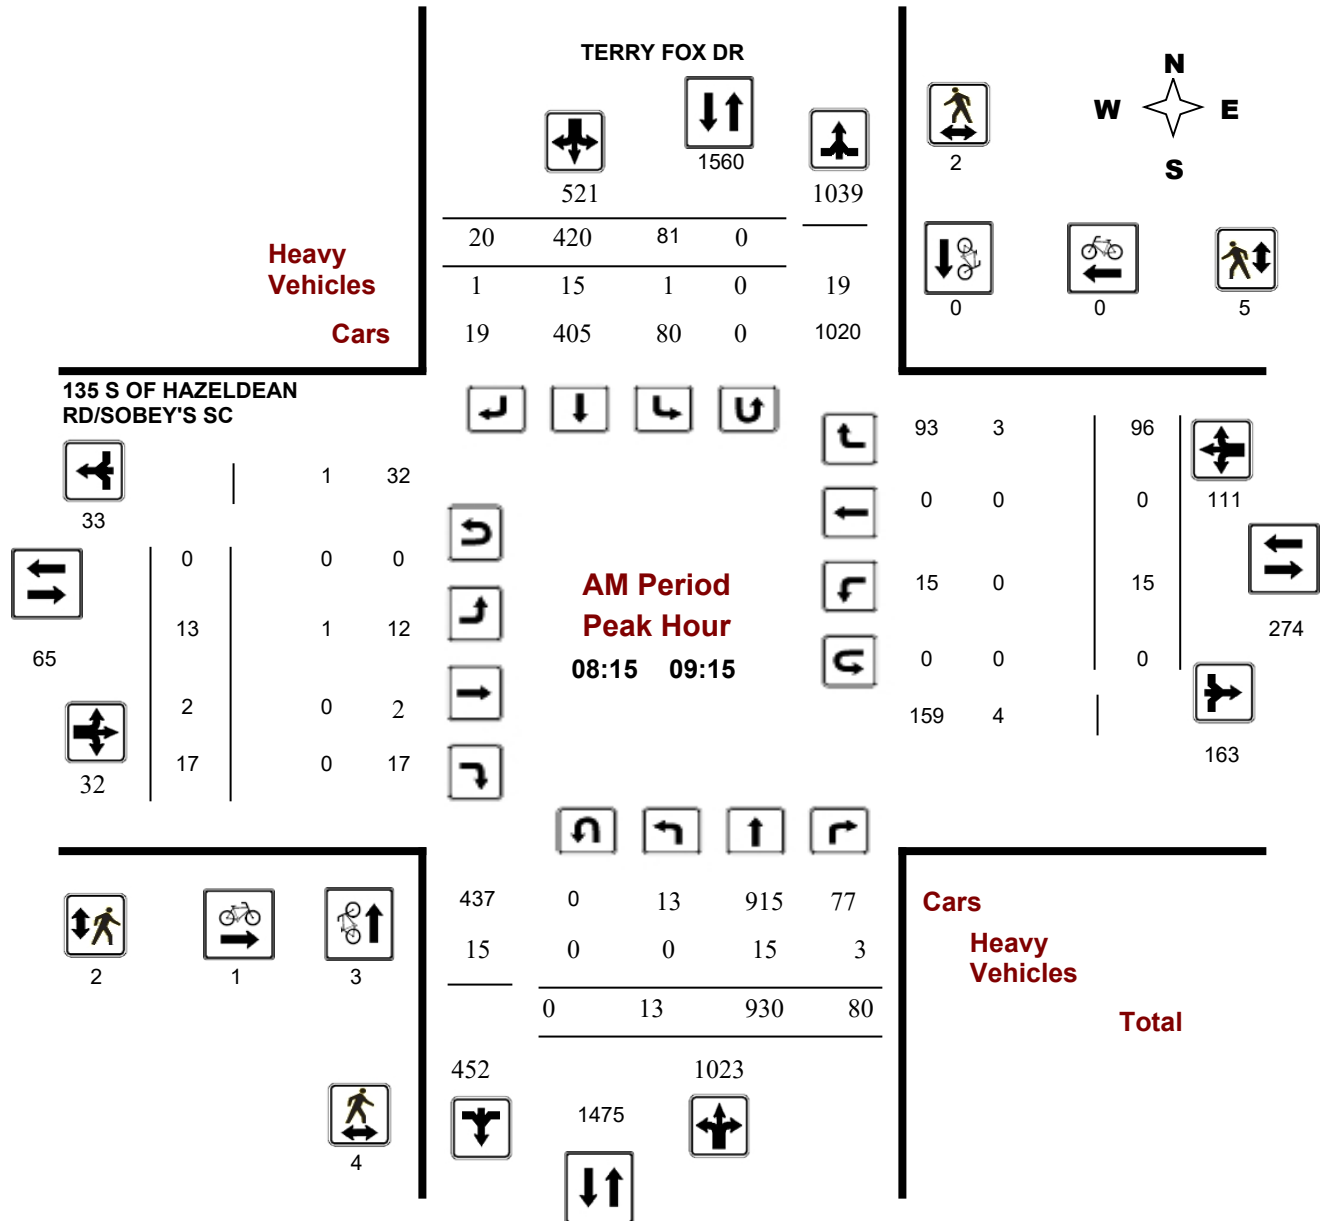 TERRY FOX DR
N
W E
S
1560
2
521 1039
20 420 81 0
Heavy
Vehicles
1 15 1 0 19
Cars
19 405 80 0 1020
0 0 5
135 S OF HAZELDEAN
RD/SOBEY'S SC
93 3 96
1 32
33
0 0 0 111
0 0 0
AM Period
15 0 15
Peak Hour
13 1 12
274
65
08:15 09:15
0 0 0
2 0 2
159 4
163
17 0 17
32
437 0 13 915 77
Cars
15 0 0 15 3
Heavy
Vehicles
2 1 3
0 13 930 80
Total
452 1023
1475
4